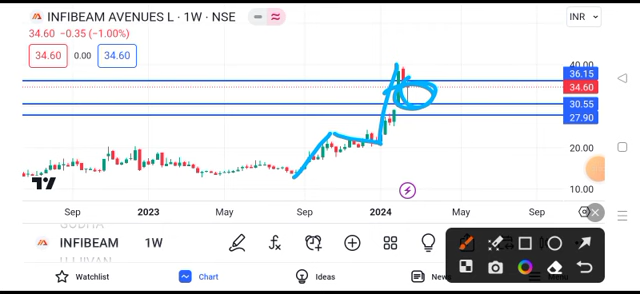 INFIBEAM AVENUES L · 1W · NSE
INR
34.60 −0.35 (−1.00%)
34.60 0.00 34.60
40.00
36.15
34.60
30.55
27.90
20.00
10.00
Sep 2023 May Sep 2024 May Sep
INFIBEAM 1W
Watchlist Chart Ideas News